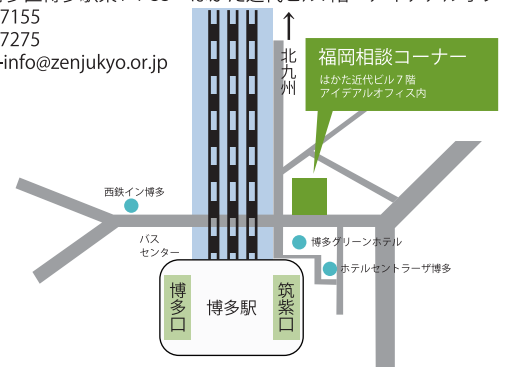 7155
7275
-info@zenjukyo.or.jp
北九州
福岡相談コーナー
はかた近代ビル７階
アイデアルオフィス内
西鉄イン博多
バス
センター
博多グリーンホテル
ホテルセントラーザ博多
博多口
博多駅
筑紫口